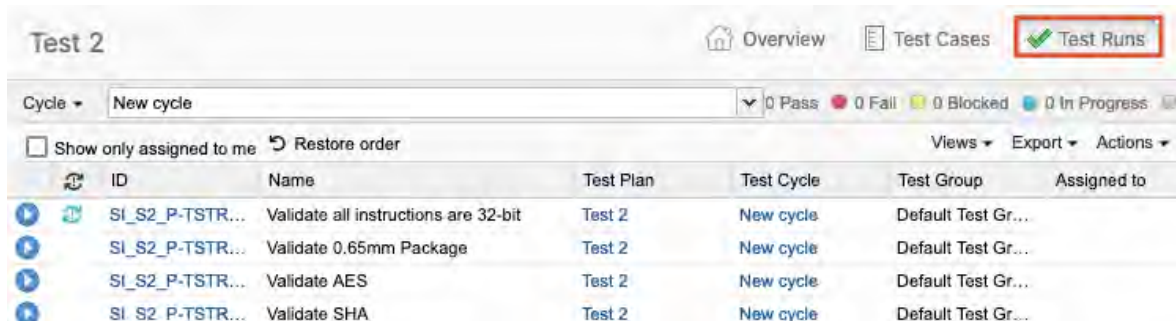 Test 2 Overview Test Cases Test Runs
Cycle New cycle 0 Pass 0 Fail 0 Blocked 0 In Progress
Show only assigned to me Restore order Views Export Actions
ID Name Test Plan Test Cycle Test Group Assigned to
SI_S2_P-TSTR... Validate all instructions are 32-bit Test 2 New cycle Default Test Gr...
SI_S2_P-TSTR... Validate 0.65mm Package Test 2 New cycle Default Test Gr...
SI_S2_P-TSTR... Validate AES Test 2 New cycle Default Test Gr...
SI_S2_P-TSTR... Validate SHA Test 2 New cycle Default Test Gr...